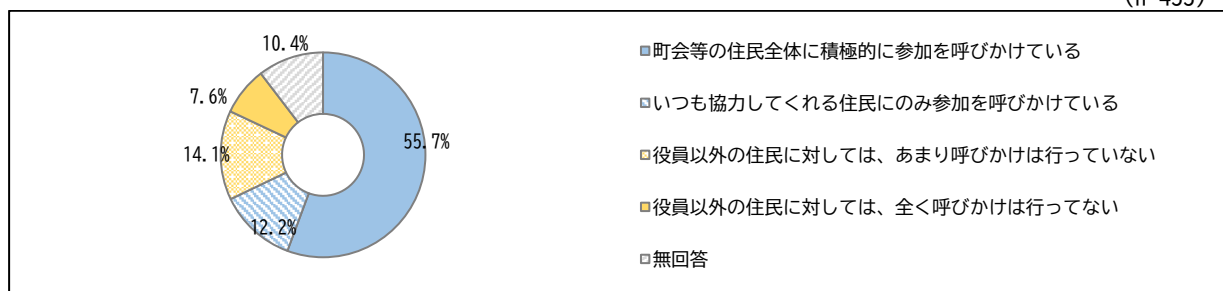 10.4%
7.6%
14.1%
12.2%
55.7%
町会等の住民全体に積極的に参加を呼びかけている
いつも協力してくれる住民にのみ参加を呼びかけている
役員以外の住民に対しては、あまり呼びかけは行っていない
役員以外の住民に対しては、全く呼びかけは行ってない
無回答